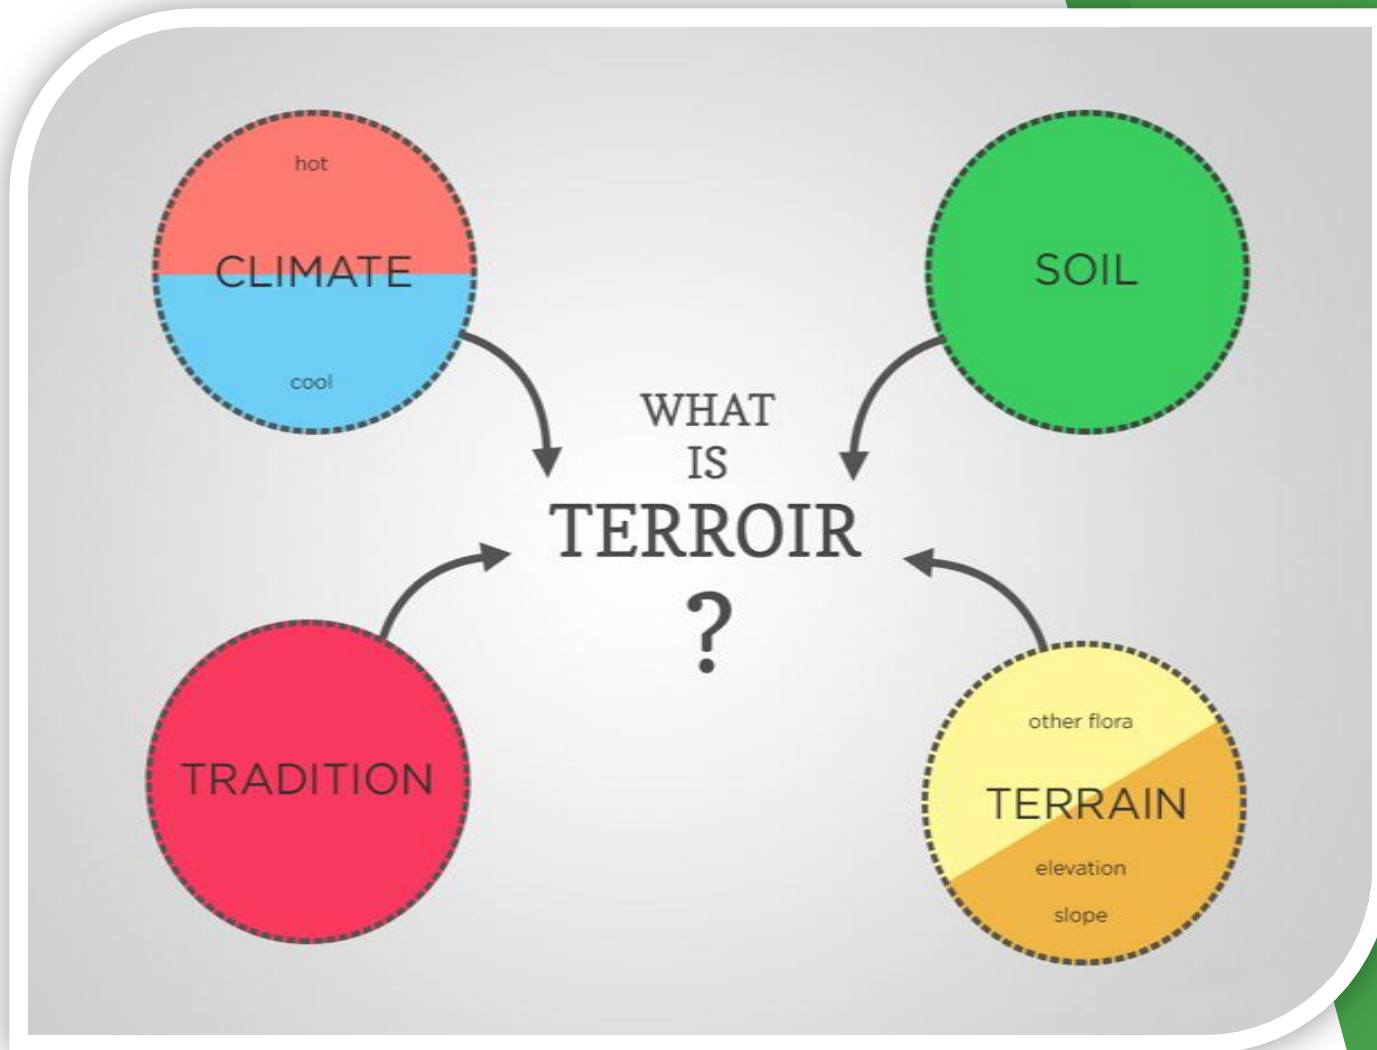 hot
CLIMATE
cool
SOIL
WHAT
IS
TERROIR
?
TRADITION
other flora
TERRAIN
elevation
slope